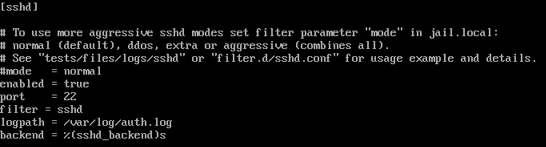 [sshd]

# To use more aggressive sshd modes set filter parameter "mode" in jail.local:
# normal (default), ddos, extra or aggressive (combines all).
# See "tests/files/logs/sshd" or "filter.d/sshd.conf" for usage example and details.
#mode   = normal
enabled = true
port    = 22
filter = sshd
logpath = /var/log/auth.log
backend = %(sshd_backend)s